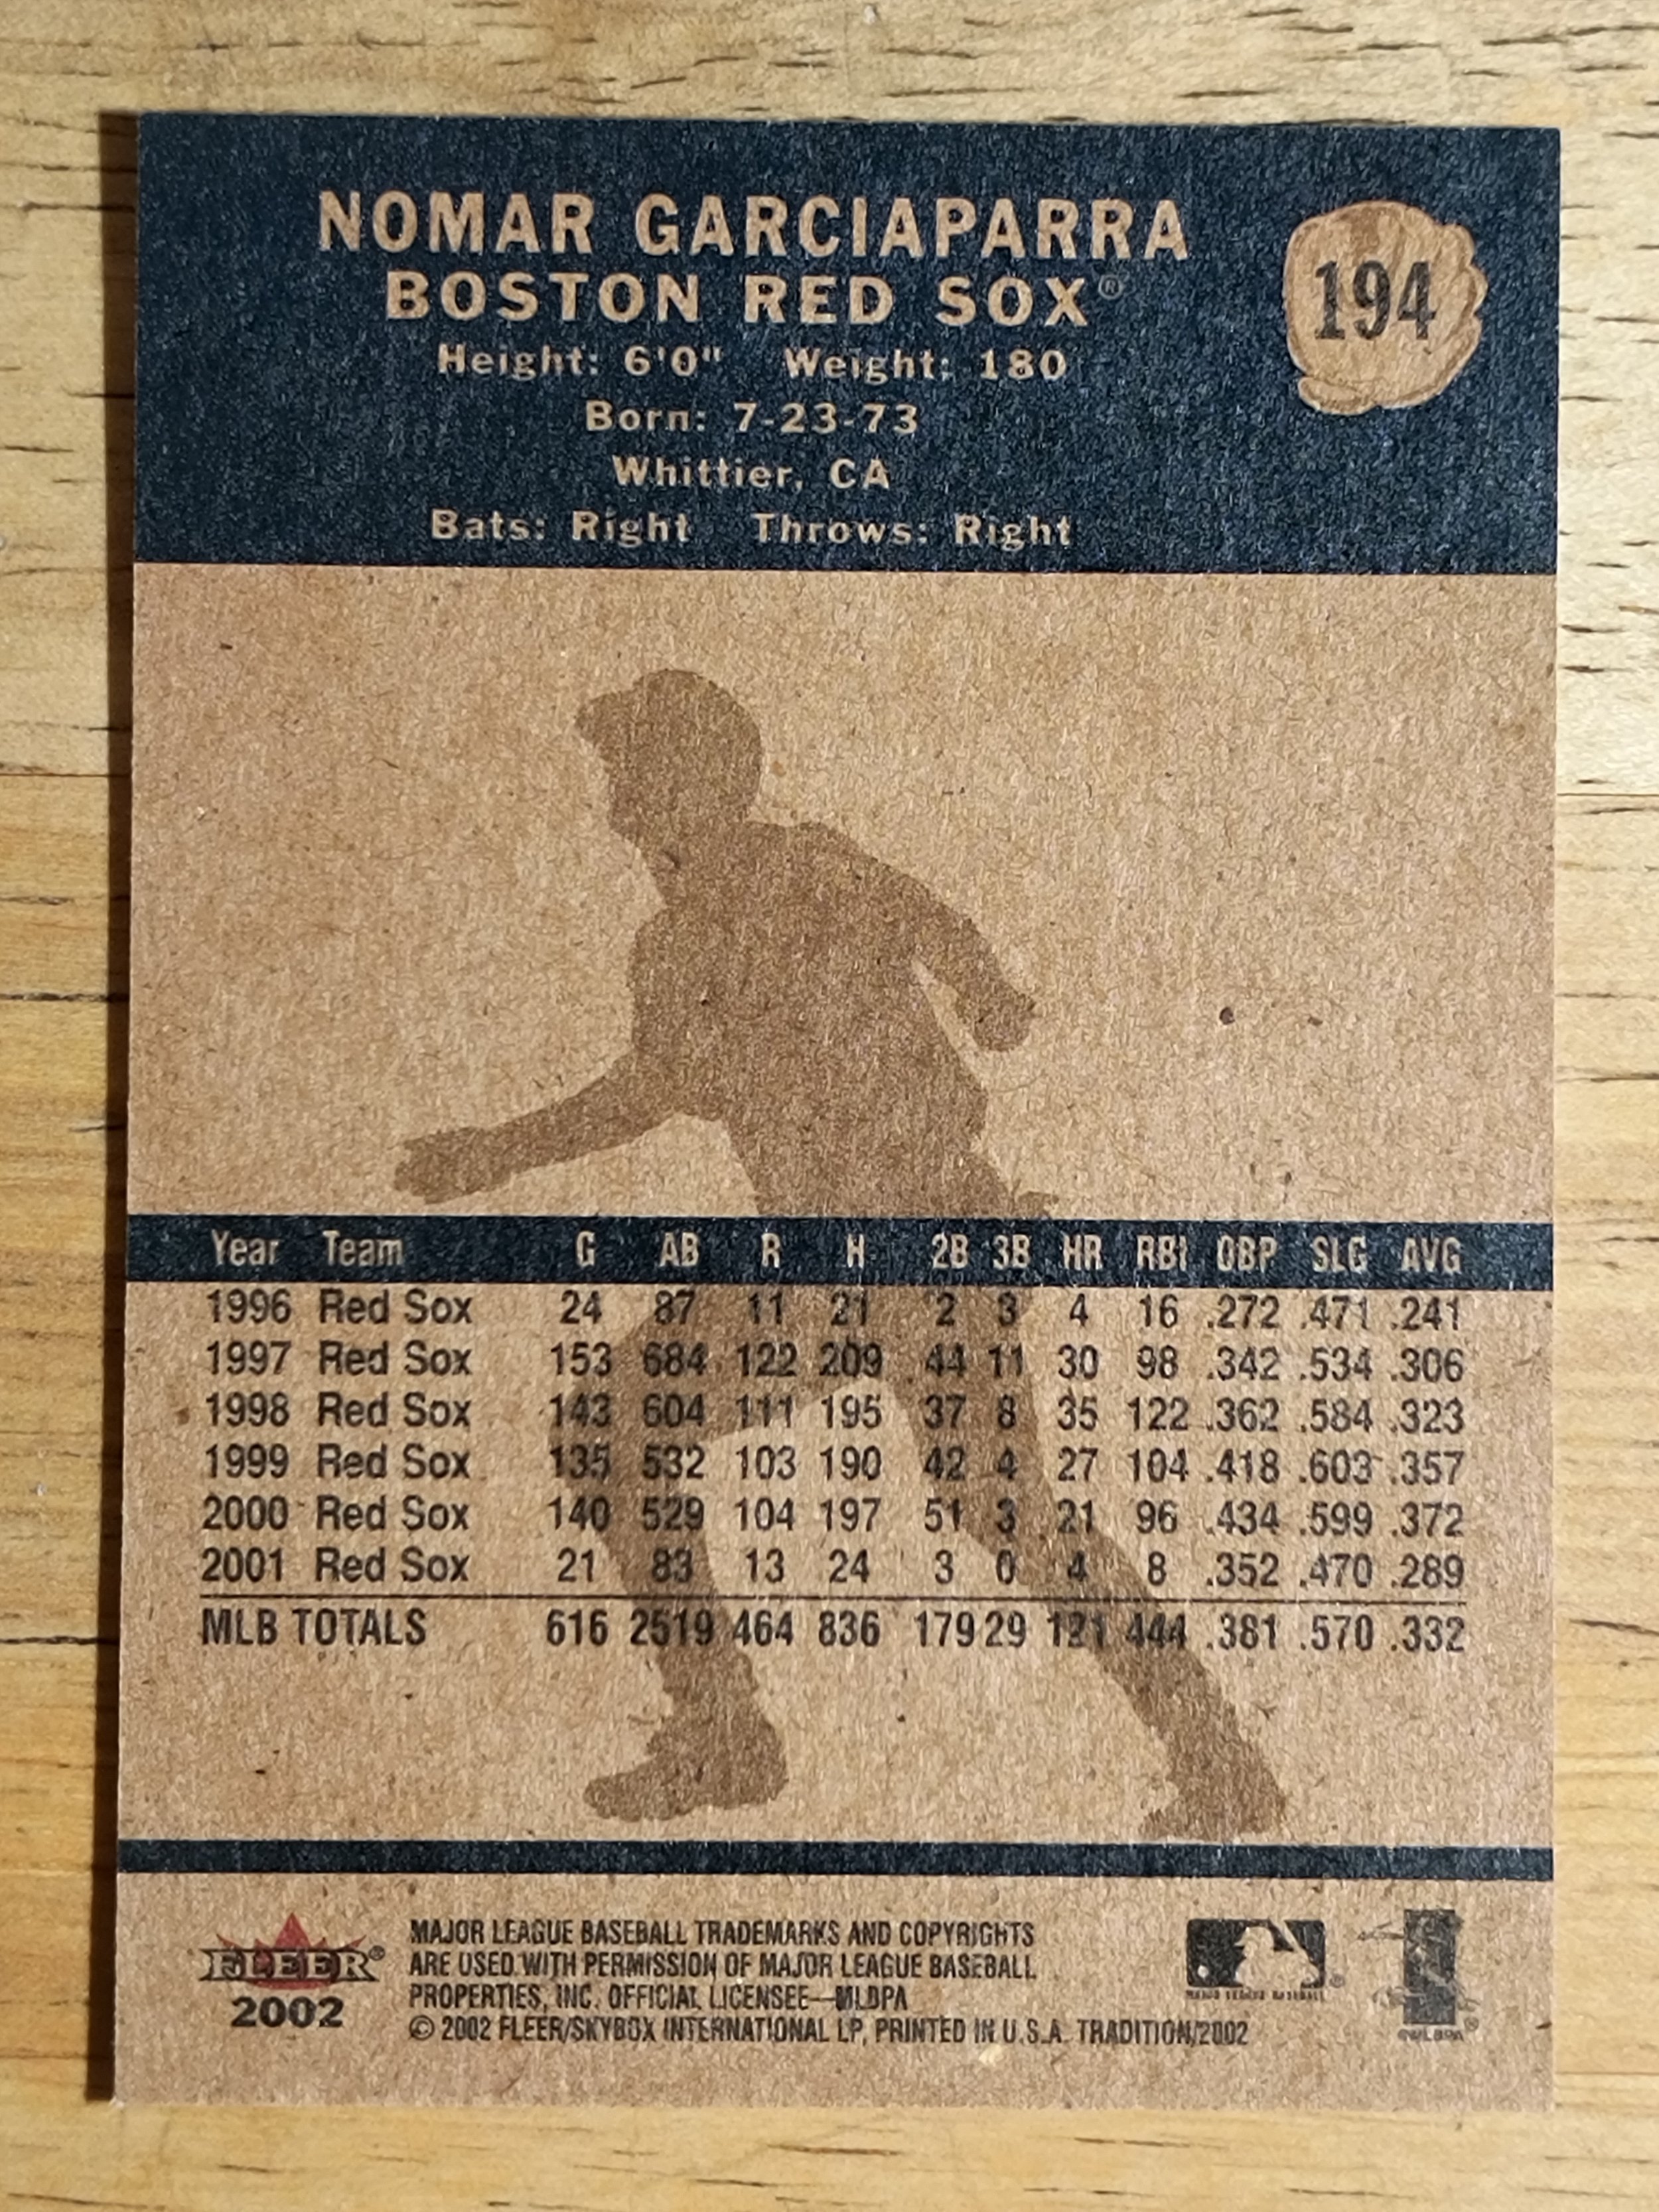 NOMAR GARCIAPARRA
BOSTON RED SOX®
194
Height: 6'0" Weight: 180
Born: 7-23-73
Whittier, CA
Bats: Right Throws: Right
Year Team G AB R H 2B 3B HR RBI OBP SLG AVG
1996 Red Sox 24 87 11 21 2 3 4 16 .272 .471 .241
1997 Red Sox 153 684 122 209 44 11 30 98 .342 .534 .306
1998 Red Sox 143 604 111 195 37 8 35 122 .362 .584 .323
1999 Red Sox 135 532 103 190 42 4 27 104 .418 .603 .357
2000 Red Sox 140 529 104 197 51 3 21 96 .434 .599 .372
2001 Red Sox 21 83 13 24 3 0 4 8 .352 .470 .289
MLB TOTALS 616 2519 464 836 179 29 121 444 .381 .570 .332
FLEER®
2002
MAJOR LEAGUE BASEBALL TRADEMARKS AND COPYRIGHTS
ARE USED WITH PERMISSION OF MAJOR LEAGUE BASEBALL
PROPERTIES, INC. OFFICIAL LICENSEE—MLBPA
© 2002 FLEER/SKYBOX INTERNATIONAL LP, PRINTED IN U.S.A. TRADITION/2002
MAJOR LEAGUE BASEBALL
©MLBPA